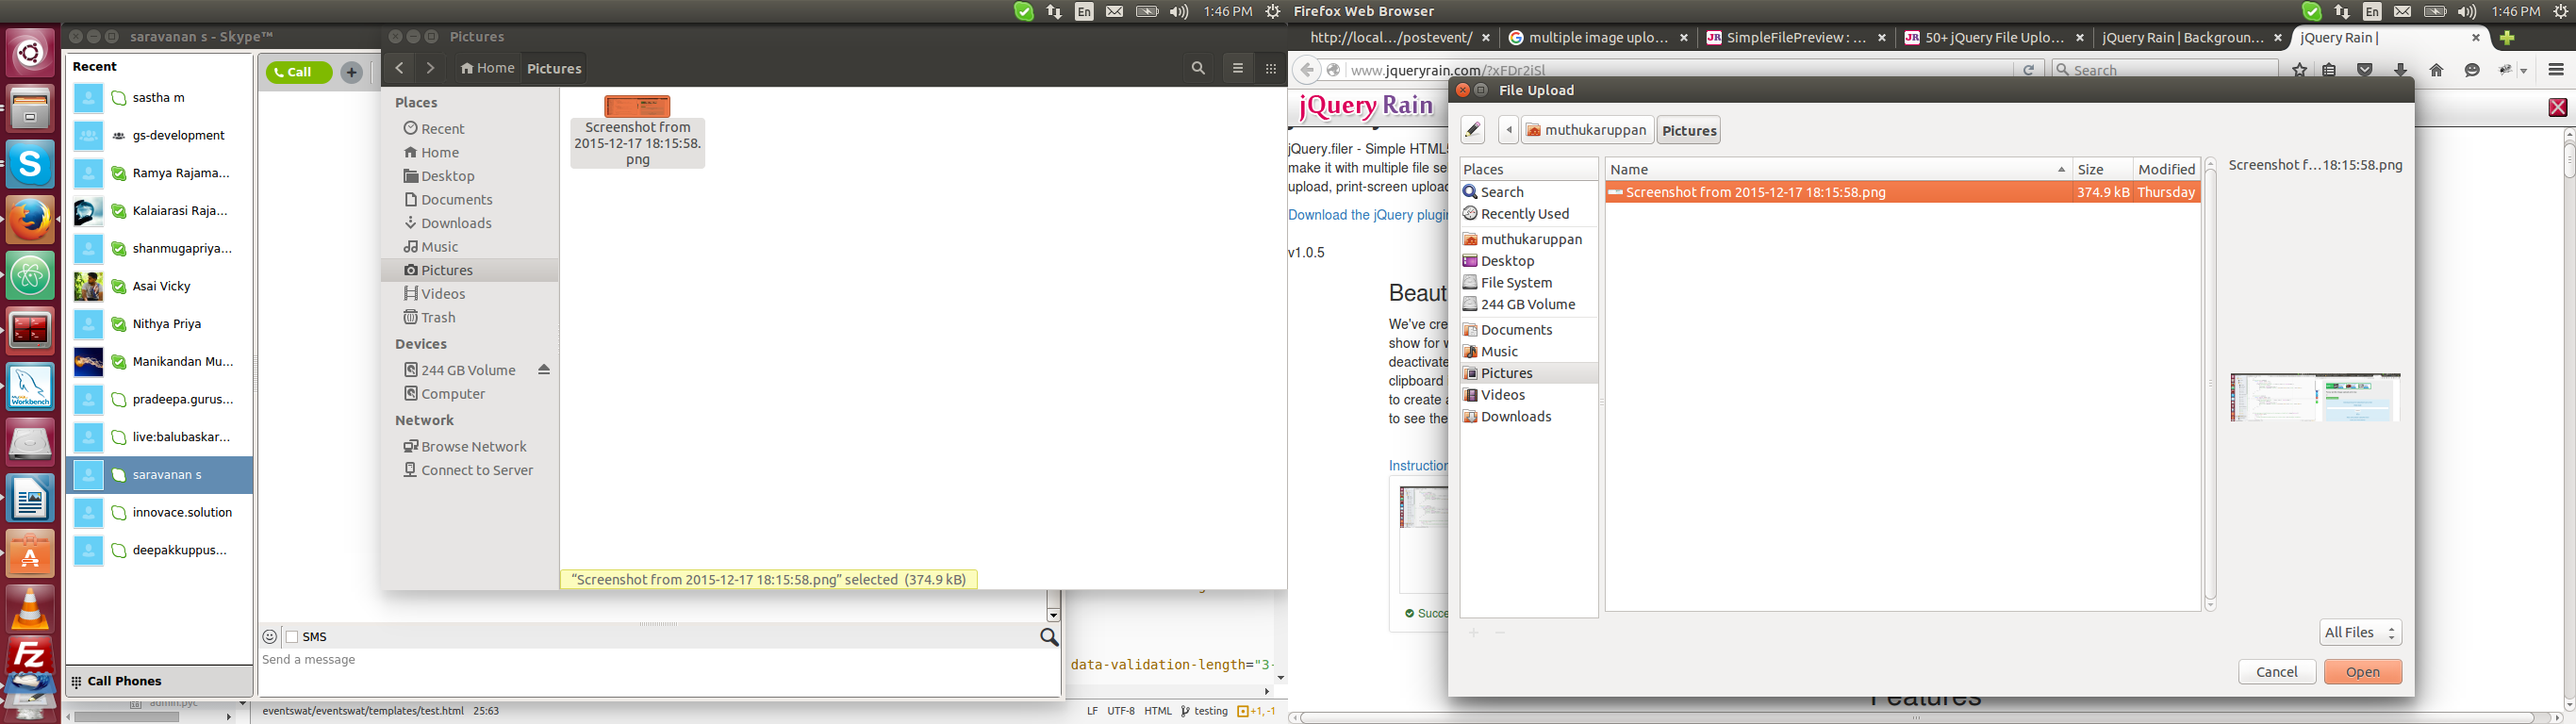 En
1:46 PM
Firefox Web Browser
En
1:46 PM
saravanan s - Skype™
Recent
sastha m
gs-development
Ramya Rajama...
Kalaiarasi Raja...
shanmugapriya...
Asai Vicky
Nithya Priya
Manikandan Mu...
pradeepa.gurus...
live:balubaskar...
saravanan s
innovace.solution
deepakkuppus...
Call Phones
Call
SMS
Send a message
Pictures
Home
Pictures
Places
Recent
Home
Desktop
Documents
Downloads
Music
Pictures
Videos
Trash
Devices
244 GB Volume
Computer
Network
Browse Network
Connect to Server
Screenshot from
2015-12-17 18:15:58.
png
“Screenshot from 2015-12-17 18:15:58.png” selected (374.9 kB)
data-validation-length="3-
admin.pyc
eventswat/eventswat/templates/test.html 25:63
LF UTF-8 HTML testing +1, -1
http://local.../postevent/
multiple image uplo...
SimpleFilePreview : ...
50+ jQuery File Uplo...
jQuery Rain | Backgroun...
jQuery Rain |
www.jqueryrain.com/?xFDr2iSl
Search
jQuery Rain
jQuery.filer - Simple HTML5
make it with multiple file se
upload, print-screen upload
Download the jQuery plugin
v1.0.5
Beaut
We've cre
show for w
deactivate
clipboard
to create a
to see the
Instruction
Succe
Features
File Upload
muthukaruppan
Pictures
Places
Search
Recently Used
muthukaruppan
Desktop
File System
244 GB Volume
Documents
Music
Pictures
Videos
Downloads
Name
Size
Modified
Screenshot from 2015-12-17 18:15:58.png
374.9 kB
Thursday
Screenshot f...18:15:58.png
All Files
Cancel
Open